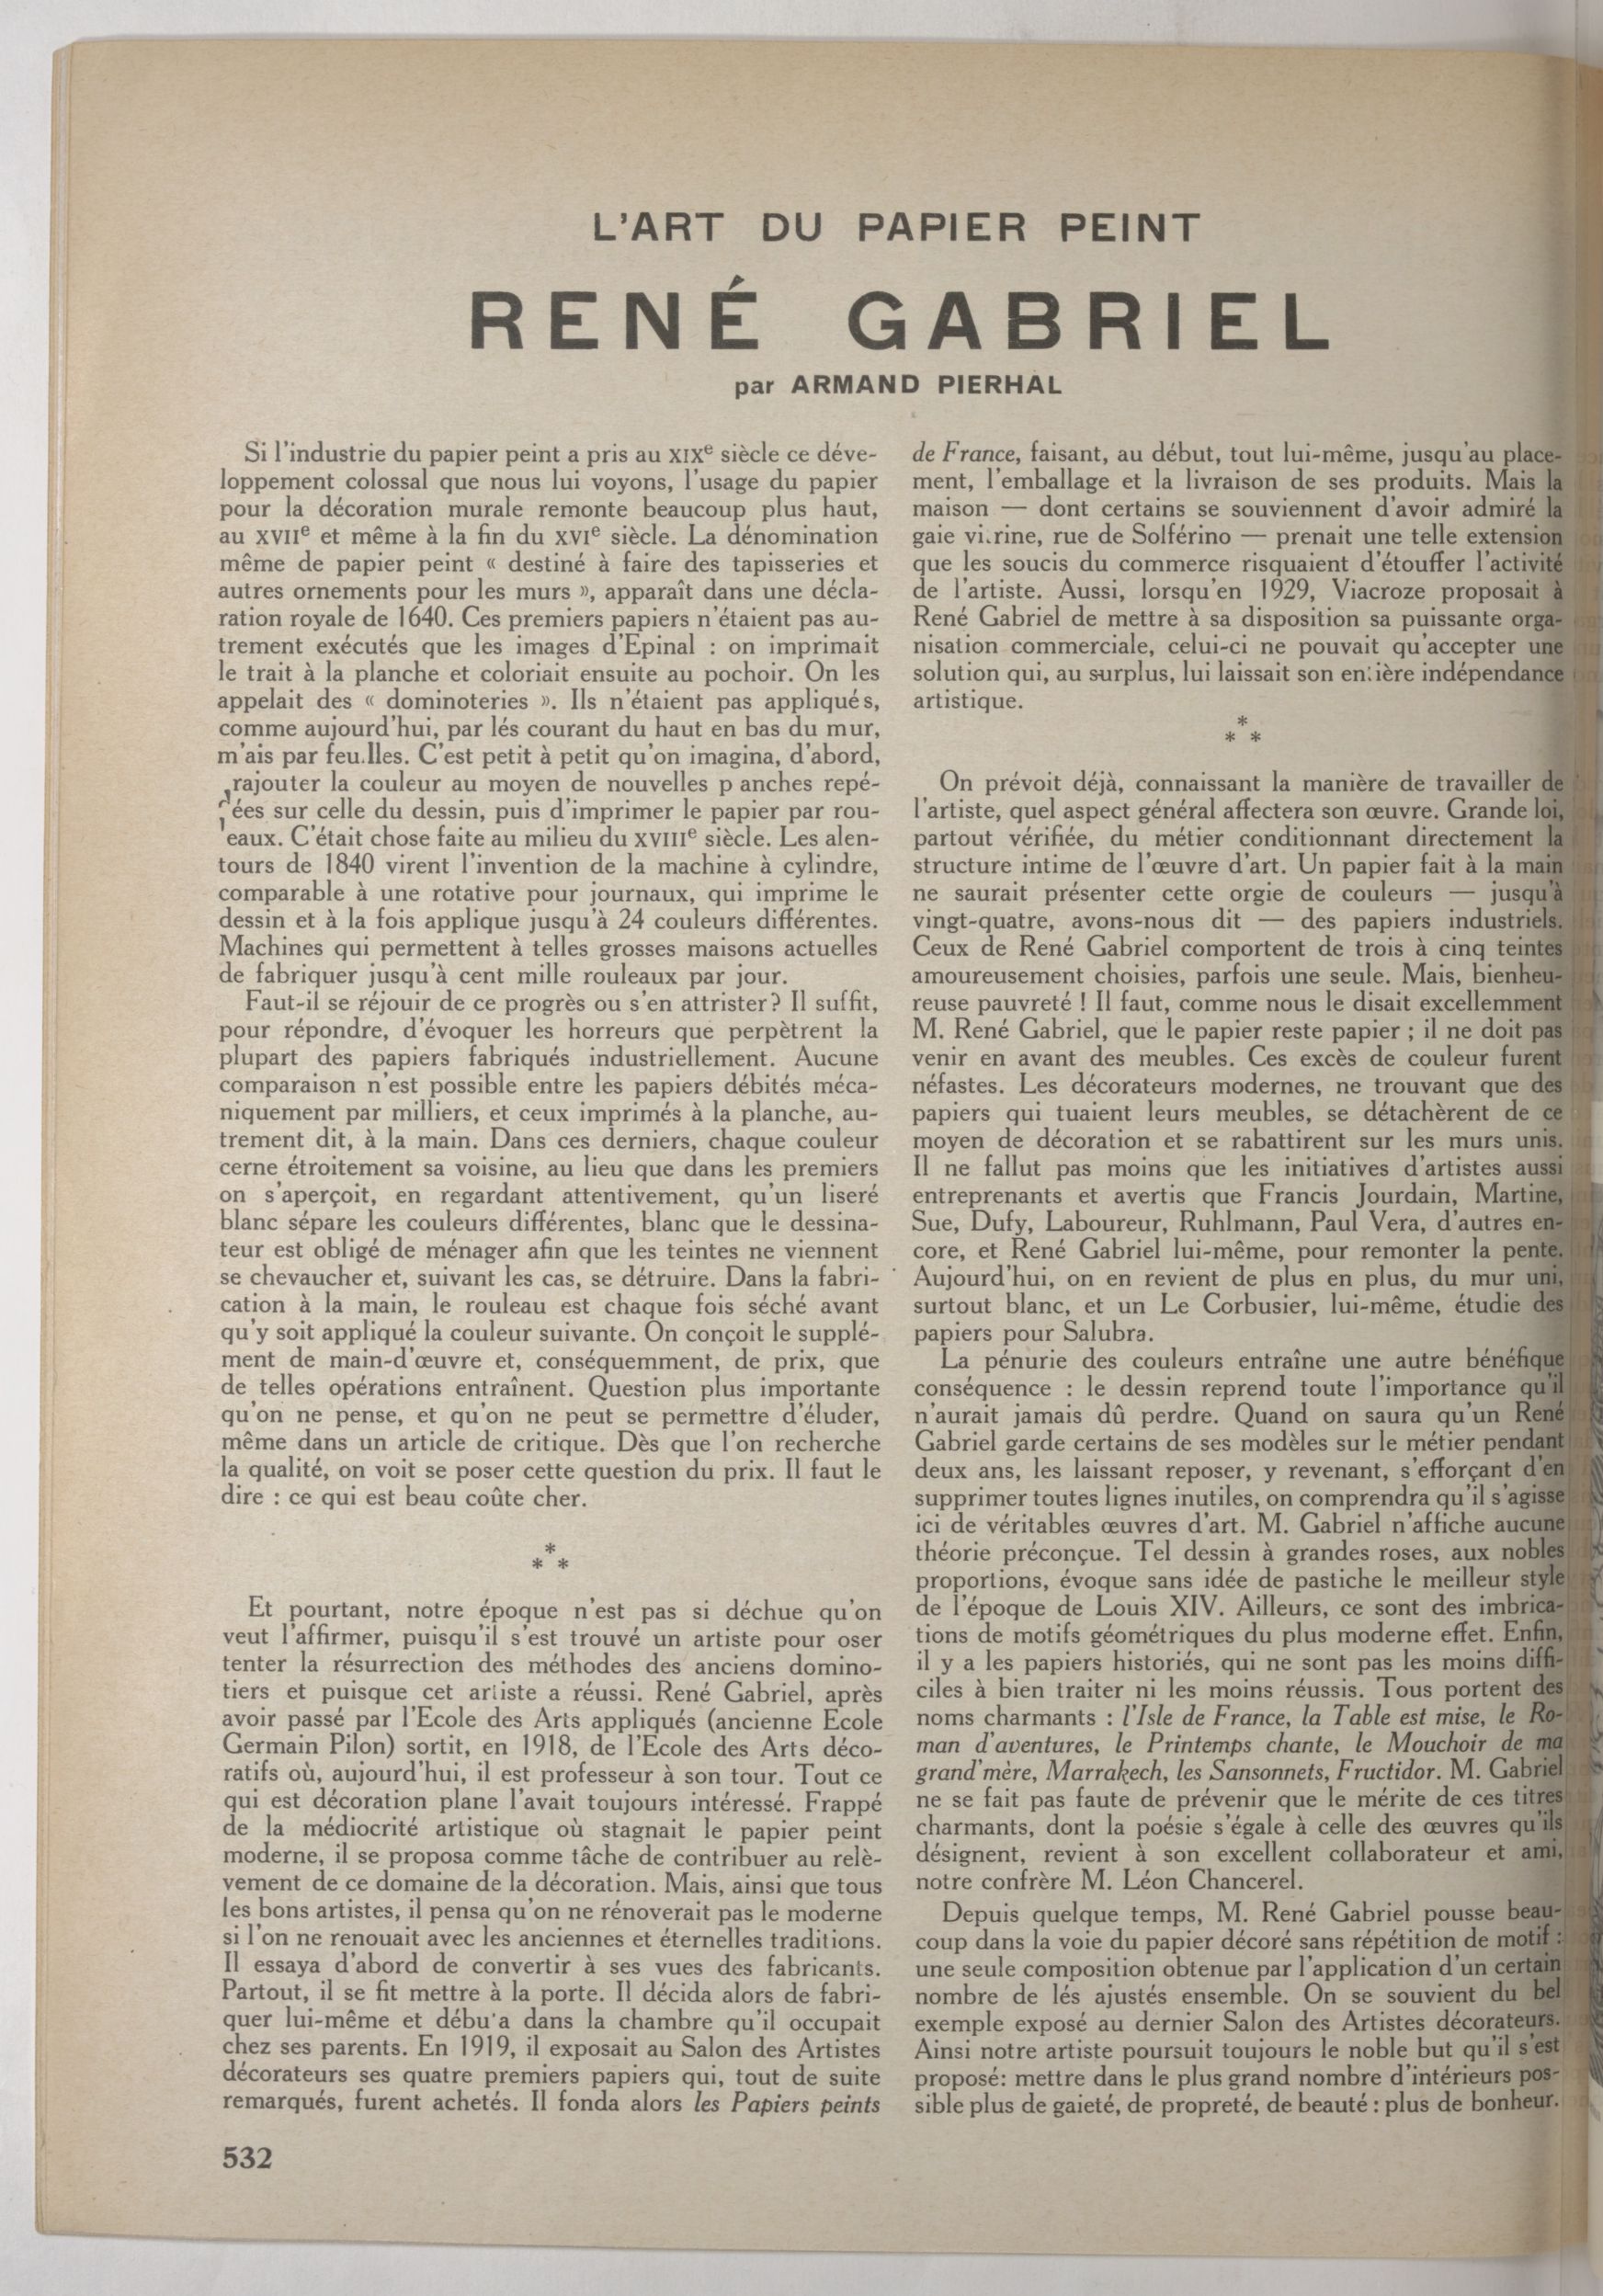 L'ART DU PAPIER PEINT
RENÉ GABRIEL
par ARMAND PIERHAL
Si l'industrie du papier peint a pris au XIXe siècle ce déve-
loppement colossal que nous lui voyons, l'usage du papier
pour la décoration murale remonte beaucoup plus haut,
au XVIIe et même à la fin du XVIe siècle. La dénomination
même de papier peint « destiné à faire des tapisseries et
autres ornements pour les murs », apparaît dans une décla-
ration royale de 1640. Ces premiers papiers n'étaient pas au-
trement exécutés que les images d'Epinal : on imprimait
le trait à la planche et coloriait ensuite au pochoir. On les
appelait des « dominoteries ». Ils n'étaient pas appliqués,
comme aujourd'hui, par lés courant du haut en bas du mur,
m'ais par feu.lles. C'est petit à petit qu'on imagina, d'abord,
rajouter la couleur au moyen de nouvelles p anches repé-
rées sur celle du dessin, puis d'imprimer le papier par rou-
leaux. C'était chose faite au milieu du XVIIIe siècle. Les alen-
tours de 1840 virent l'invention de la machine à cylindre,
comparable à une rotative pour journaux, qui imprime le
dessin et à la fois applique jusqu'à 24 couleurs différentes.
Machines qui permettent à telles grosses maisons actuelles
de fabriquer jusqu'à cent mille rouleaux par jour.
Faut-il se réjouir de ce progrès ou s'en attrister? Il suffit,
pour répondre, d'évoquer les horreurs que perpètrent la
plupart des papiers fabriqués industriellement. Aucune
comparaison n'est possible entre les papiers débités méca-
niquement par milliers, et ceux imprimés à la planche, au-
trement dit, à la main. Dans ces derniers, chaque couleur
cerne étroitement sa voisine, au lieu que dans les premiers
on s'aperçoit, en regardant attentivement, qu'un liseré
blanc sépare les couleurs différentes, blanc que le dessina-
teur est obligé de ménager afin que les teintes ne viennent
se chevaucher et, suivant les cas, se détruire. Dans la fabri-
cation à la main, le rouleau est chaque fois séché avant
qu'y soit appliqué la couleur suivante. On conçoit le supplé-
ment de main-d'œuvre et, conséquemment, de prix, que
de telles opérations entraînent. Question plus importante
qu'on ne pense, et qu'on ne peut se permettre d'éluder,
même dans un article de critique. Dès que l'on recherche
la qualité, on voit se poser cette question du prix. Il faut le
dire : ce qui est beau coûte cher.
*
* *
Et pourtant, notre époque n'est pas si déchue qu'on
veut l'affirmer, puisqu'il s'est trouvé un artiste pour oser
tenter la résurrection des méthodes des anciens domino-
tiers et puisque cet artiste a réussi. René Gabriel, après
avoir passé par l'Ecole des Arts appliqués (ancienne Ecole
Germain Pilon) sortit, en 1918, de l'Ecole des Arts déco-
ratifs où, aujourd'hui, il est professeur à son tour. Tout ce
qui est décoration plane l'avait toujours intéressé. Frappé
de la médiocrité artistique où stagnait le papier peint
moderne, il se proposa comme tâche de contribuer au relè-
vement de ce domaine de la décoration. Mais, ainsi que tous
les bons artistes, il pensa qu'on ne rénoverait pas le moderne
si l'on ne renouait avec les anciennes et éternelles traditions.
Il essaya d'abord de convertir à ses vues des fabricants.
Partout, il se fit mettre à la porte. Il décida alors de fabri-
quer lui-même et débuta dans la chambre qu'il occupait
chez ses parents. En 1919, il exposait au Salon des Artistes
décorateurs ses quatre premiers papiers qui, tout de suite
remarqués, furent achetés. Il fonda alors les Papiers peints
532
de France, faisant, au début, tout lui-même, jusqu'au place-
ment, l'emballage et la livraison de ses produits. Mais la
maison — dont certains se souviennent d'avoir admiré la
gaie vitrine, rue de Solférino — prenait une telle extension
que les soucis du commerce risquaient d'étouffer l'activité
de l'artiste. Aussi, lorsqu'en 1929, Viacroze proposait à
René Gabriel de mettre à sa disposition sa puissante orga-
nisation commerciale, celui-ci ne pouvait qu'accepter une
solution qui, au surplus, lui laissait son entière indépendance
artistique.
*
* *
On prévoit déjà, connaissant la manière de travailler de
l'artiste, quel aspect général affectera son œuvre. Grande loi,
partout vérifiée, du métier conditionnant directement la
structure intime de l'œuvre d'art. Un papier fait à la main
ne saurait présenter cette orgie de couleurs — jusqu'à
vingt-quatre, avons-nous dit — des papiers industriels.
Ceux de René Gabriel comportent de trois à cinq teintes
amoureusement choisies, parfois une seule. Mais, bienheu-
reuse pauvreté ! Il faut, comme nous le disait excellemment
M. René Gabriel, que le papier reste papier ; il ne doit pas
venir en avant des meubles. Ces excès de couleur furent
néfastes. Les décorateurs modernes, ne trouvant que des
papiers qui tuaient leurs meubles, se détachèrent de ce
moyen de décoration et se rabattirent sur les murs unis.
Il ne fallut pas moins que les initiatives d'artistes aussi
entreprenants et avertis que Francis Jourdain, Martine,
Sue, Dufy, Laboureur, Ruhlmann, Paul Vera, d'autres en-
core, et René Gabriel lui-même, pour remonter la pente.
Aujourd'hui, on en revient de plus en plus, du mur uni,
surtout blanc, et un Le Corbusier, lui-même, étudie des
papiers pour Salubra.
La pénurie des couleurs entraîne une autre bénéfique
conséquence : le dessin reprend toute l'importance qu'il
n'aurait jamais dû perdre. Quand on saura qu'un René
Gabriel garde certains de ses modèles sur le métier pendant
deux ans, les laissant reposer, y revenant, s'efforçant d'en
supprimer toutes lignes inutiles, on comprendra qu'il s'agisse
ici de véritables œuvres d'art. M. Gabriel n'affiche aucune
théorie préconçue. Tel dessin à grandes roses, aux nobles
proportions, évoque sans idée de pastiche le meilleur style
de l'époque de Louis XIV. Ailleurs, ce sont des imbrica-
tions de motifs géométriques du plus moderne effet. Enfin,
il y a les papiers historiés, qui ne sont pas les moins diffi-
ciles à bien traiter ni les moins réussis. Tous portent des
noms charmants : l'Isle de France, la Table est mise, le Ro-
man d'aventures, le Printemps chante, le Mouchoir de ma
grand'mère, Marrakech, les Sansonnets, Fructidor. M. Gabriel
ne se fait pas faute de prévenir que le mérite de ces titres
charmants, dont la poésie s'égale à celle des œuvres qu'ils
désignent, revient à son excellent collaborateur et ami,
notre confrère M. Léon Chancerel.
Depuis quelque temps, M. René Gabriel pousse beau-
coup dans la voie du papier décoré sans répétition de motif :
une seule composition obtenue par l'application d'un certain
nombre de lés ajustés ensemble. On se souvient du bel
exemple exposé au dernier Salon des Artistes décorateurs.
Ainsi notre artiste poursuit toujours le noble but qu'il s'est
proposé: mettre dans le plus grand nombre d'intérieurs pos-
sible plus de gaieté, de propreté, de beauté : plus de bonheur.